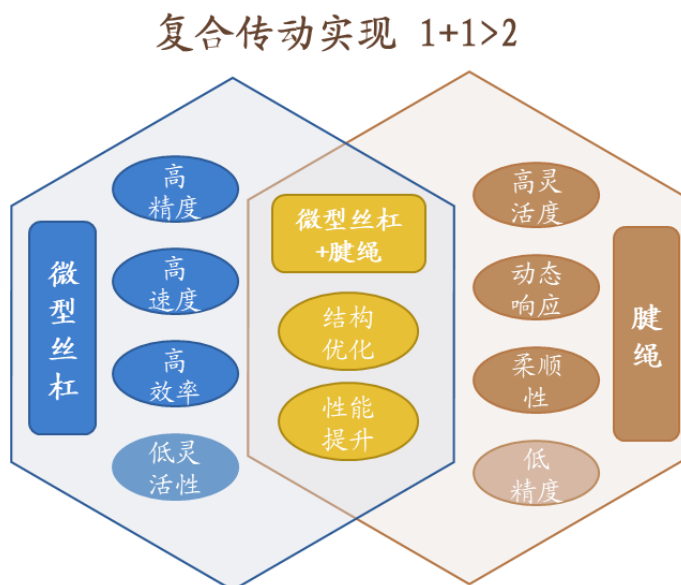 复合传动实现 1+1>2
微
型
丝
杠
高
精度
高
速度
高
效率
低灵
活性
微型丝杠
+腱绳
结构
优化
性能
提升
高灵
活度
动态
响应
柔顺
性
低
精度
腱
绳